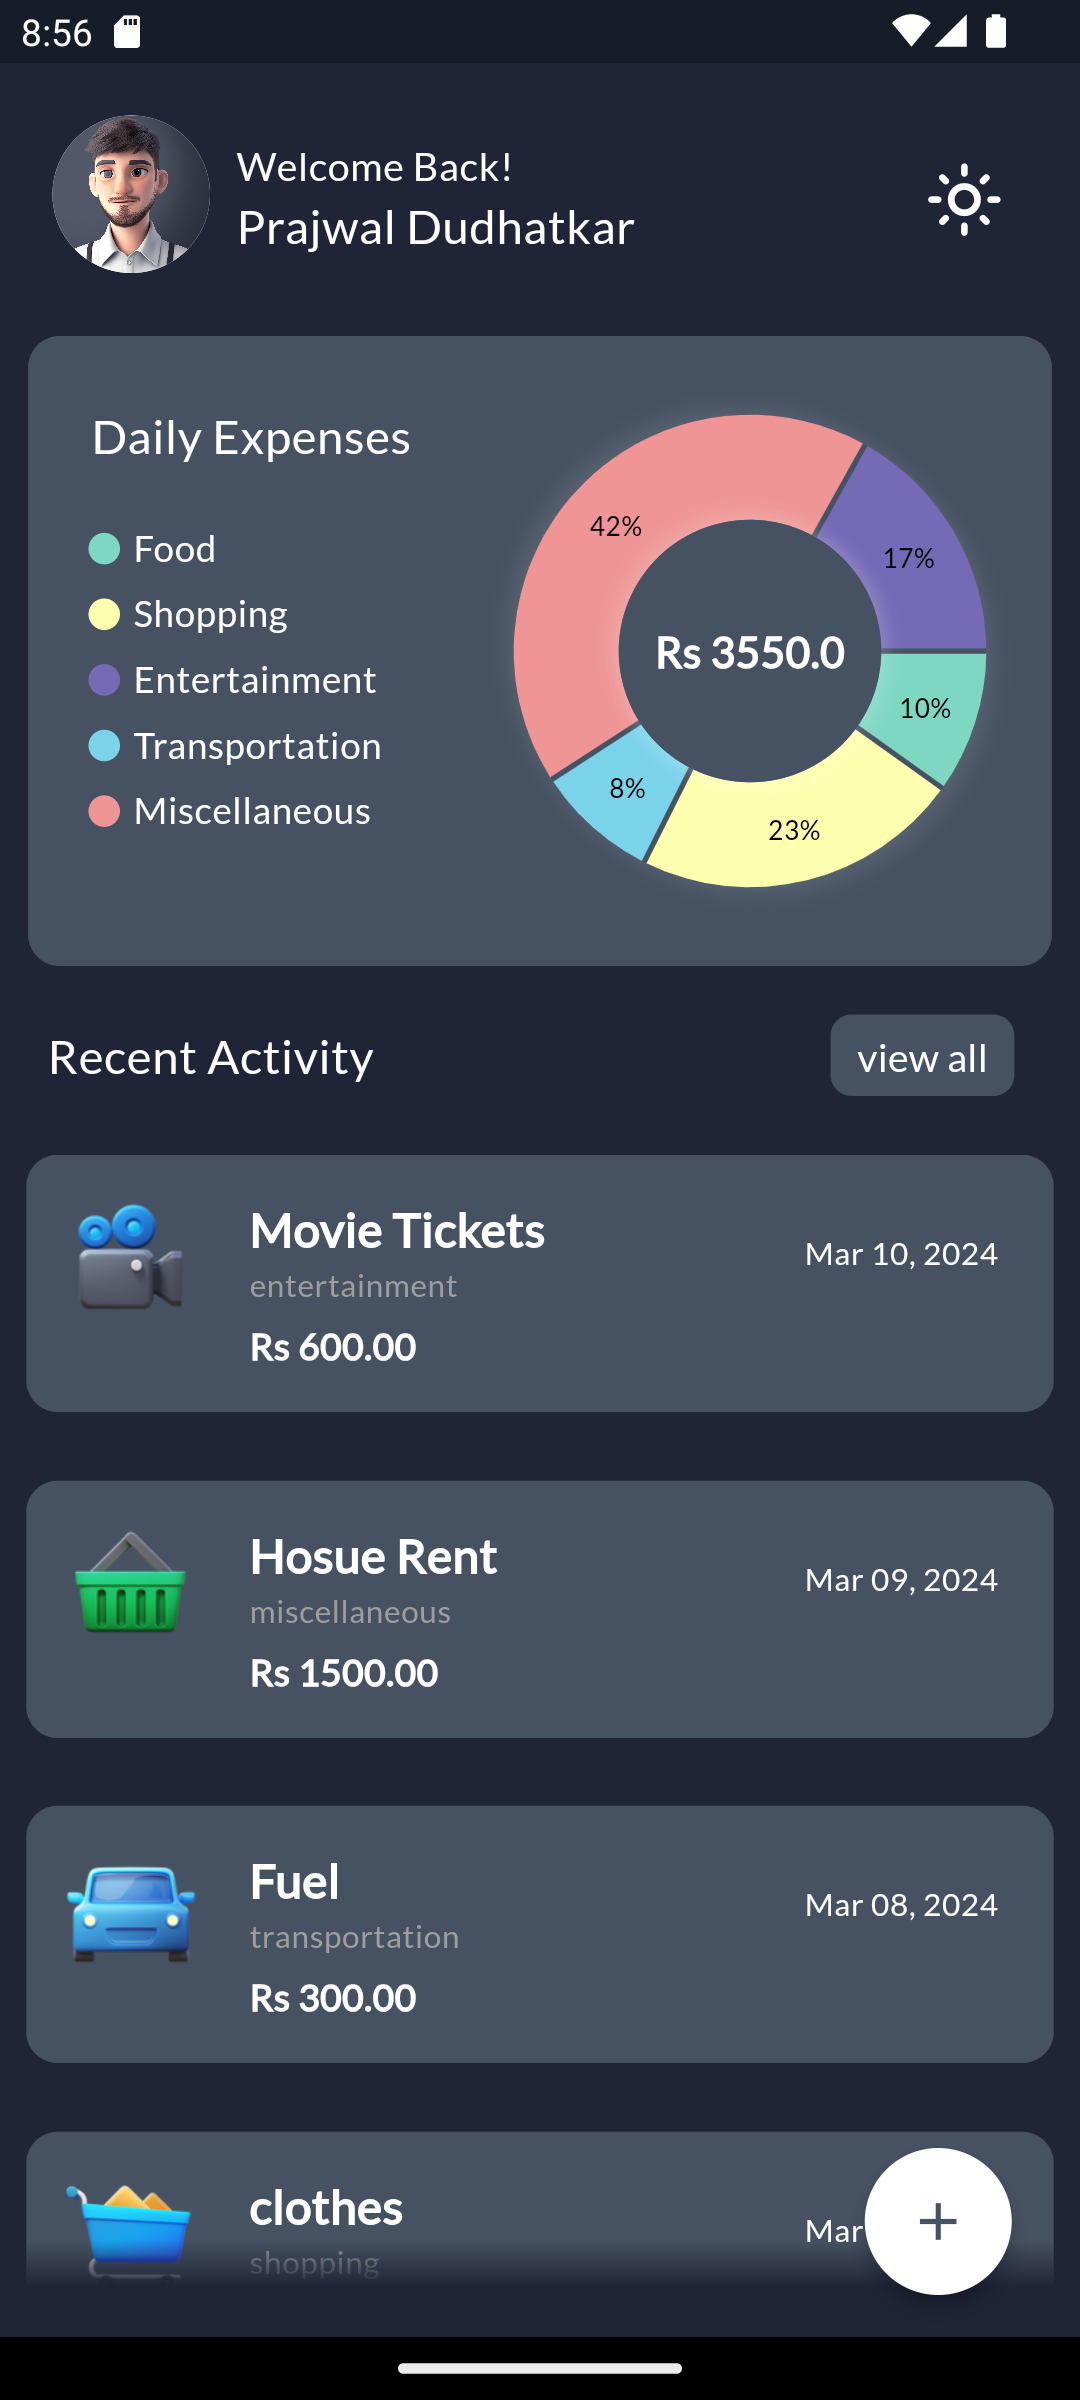 8:56
Welcome Back!
Prajwal Dudhatkar
Daily Expenses
Food
Shopping
Entertainment
Transportation
Miscellaneous
42%
17%
Rs 3550.0
10%
8%
23%
Recent Activity
view all
Movie Tickets
Mar 10, 2024
entertainment
Rs 600.00
Hosue Rent
Mar 09, 2024
miscellaneous
Rs 1500.00
Fuel
Mar 08, 2024
transportation
Rs 300.00
clothes
Mar
shopping